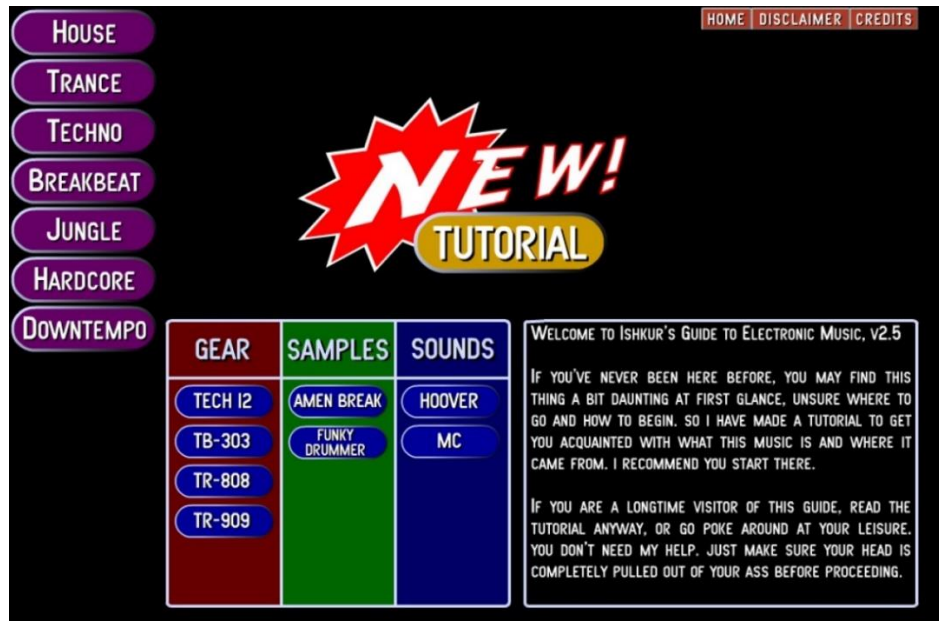 HOUSE
TRANCE
TECHNO
BREAKBEAT
JUNGLE
HARDCORE
DOWNTEMPO
HOME DISCLAIMER CREDITS
NEW!
TUTORIAL
GEAR SAMPLES SOUNDS
TECH 12 AMEN BREAK HOOVER
TB-303 FUNKY DRUMMER MC
TR-808
TR-909
WELCOME TO ISHKUR'S GUIDE TO ELECTRONIC MUSIC, V2.5
IF YOU'VE NEVER BEEN HERE BEFORE, YOU MAY FIND THIS
THING A BIT DAUNTING AT FIRST GLANCE, UNSURE WHERE TO
GO AND HOW TO BEGIN. SO I HAVE MADE A TUTORIAL TO GET
YOU ACQUAINTED WITH WHAT THIS MUSIC IS AND WHERE IT
CAME FROM. I RECOMMEND YOU START THERE.
IF YOU ARE A LONGTIME VISITOR OF THIS GUIDE, READ THE
TUTORIAL ANYWAY, OR GO POKE AROUND AT YOUR LEISURE.
YOU DON'T NEED MY HELP. JUST MAKE SURE YOUR HEAD IS
COMPLETELY PULLED OUT OF YOUR ASS BEFORE PROCEEDING.